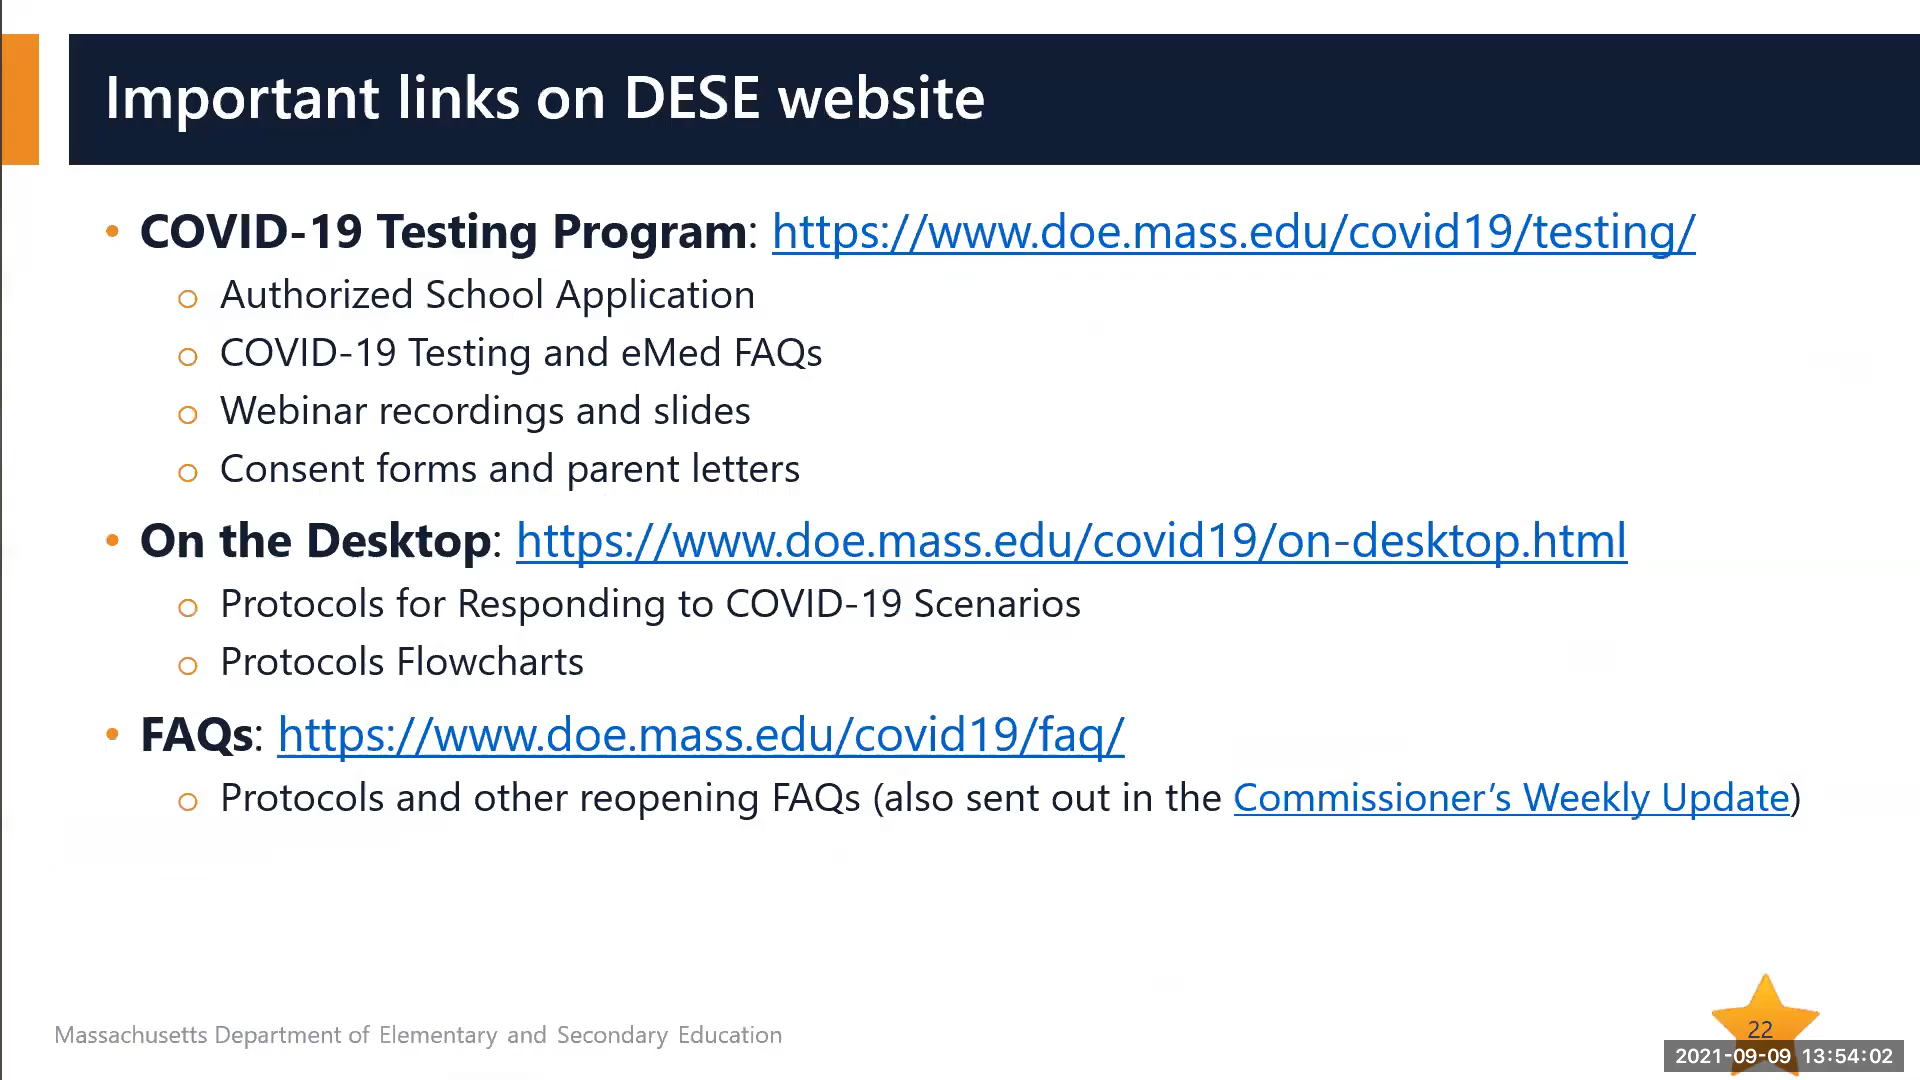 Important links on DESE website
• COVID-19 Testing Program: https://www.doe.mass.edu/covid19/testing/
o Authorized School Application
o COVID-19 Testing and eMed FAQs
o Webinar recordings and slides
o Consent forms and parent letters
• On the Desktop: https://www.doe.mass.edu/covid19/on-desktop.html
o Protocols for Responding to COVID-19 Scenarios
o Protocols Flowcharts
• FAQs: https://www.doe.mass.edu/covid19/faq/
o Protocols and other reopening FAQs (also sent out in the Commissioner’s Weekly Update)
Massachusetts Department of Elementary and Secondary Education
22
2021-09-09 13:54:02